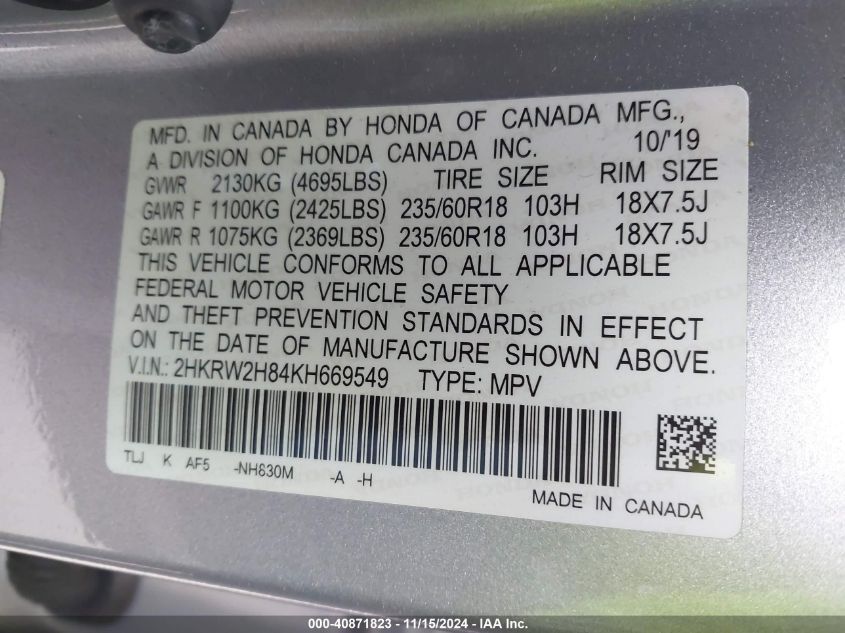 MFD. IN CANADA BY HONDA OF CANADA MFG.,
A DIVISION OF HONDA CANADA INC. 10/'19
GVWR 2130KG (4695LBS) TIRE SIZE RIM SIZE
GAWR F 1100KG (2425LBS) 235/60R18 103H 18X7.5J
GAWR R 1075KG (2369LBS) 235/60R18 103H 18X7.5J
THIS VEHICLE CONFORMS TO ALL APPLICABLE
FEDERAL MOTOR VEHICLE SAFETY
AND THEFT PREVENTION STANDARDS IN EFFECT
ON THE DATE OF MANUFACTURE SHOWN ABOVE.
V.I.N.: 2HKRW2H84KH669549 TYPE: MPV
TLJ K AF5 -NH830M -A -H
MADE IN CANADA
000-40871823 - 11/15/2024 - IAA Inc.